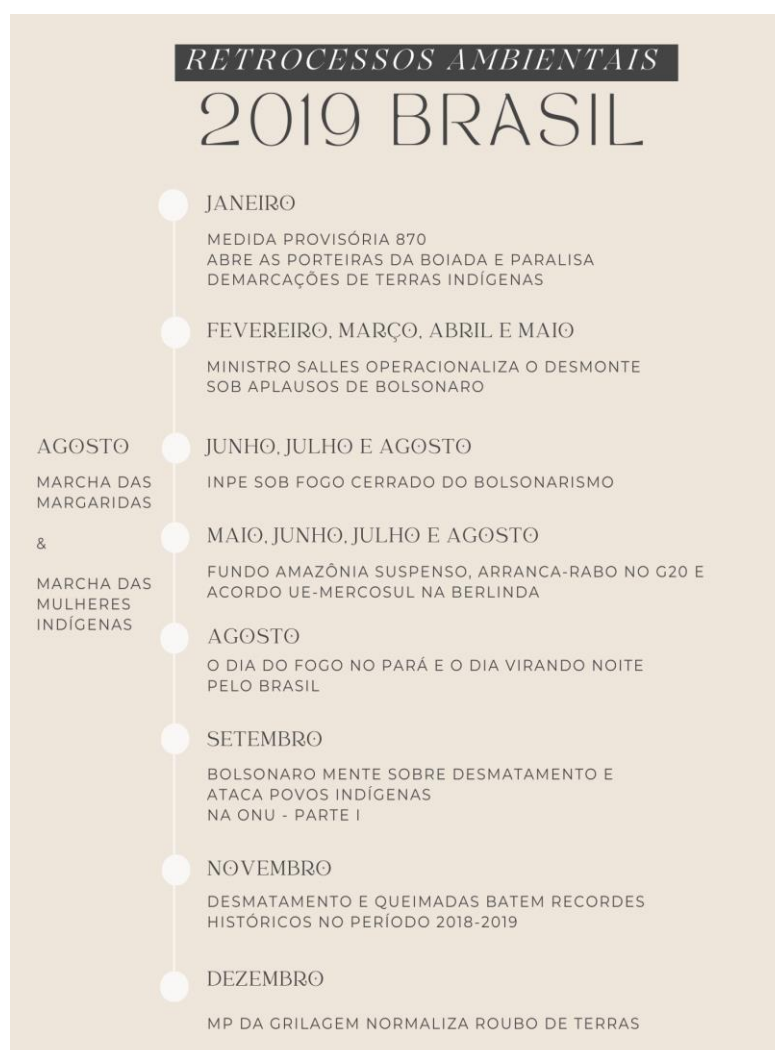 RETROCESSOS AMBIENTAIS
2019 BRASIL
JANEIRO
MEDIDA PROVISÓRIA 870
ABRE AS PORTEIRAS DA BOIADA E PARALISA
DEMARCAÇÕES DE TERRAS INDÍGENAS
FEVEREIRO, MARÇO, ABRIL E MAIO
MINISTRO SALLES OPERACIONALIZA O DESMONTE
SOB APLAUSOS DE BOLSONARO
AGOSTO
MARCHA DAS
MARGARIDAS
&
MARCHA DAS
MULHERES
INDÍGENAS
JUNHO, JULHO E AGOSTO
INPE SOB FOGO CERRADO DO BOLSONARISMO
MAIO, JUNHO, JULHO E AGOSTO
FUNDO AMAZÔNIA SUSPENSO, ARRANCA-RABO NO G20 E
ACORDO UE-MERCOSUL NA BERLINDA
AGOSTO
O DIA DO FOGO NO PARÁ E O DIA VIRANDO NOITE
PELO BRASIL
SETEMBRO
BOLSONARO MENTE SOBRE DESMATAMENTO E
ATACA POVOS INDÍGENAS
NA ONU - PARTE I
NOVEMBRO
DESMATAMENTO E QUEIMADAS BATEM RECORDES
HISTÓRICOS NO PERÍODO 2018-2019
DEZEMBRO
MP DA GRILAGEM NORMALIZA ROUBO DE TERRAS